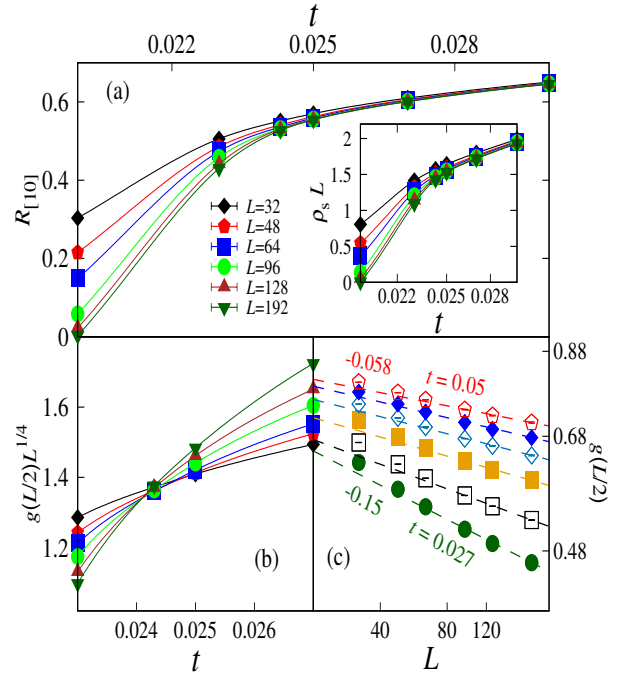 t
0.022 0.025 0.028
(a)
0.6
0.4
0.2
0
R[10]
L=32
L=48
L=64
L=96
L=128
L=192
2
1.5
1
0.5
0
ρs L
0.022 0.025 0.028
t
1.6
1.4
1.2
g(L/2)L1/4
(b)
0.024 0.025 0.026
t
-0.058
t = 0.05
-0.15
t = 0.027
(c)
0.88
0.68
0.48
g(L/2)
40 80 120
L